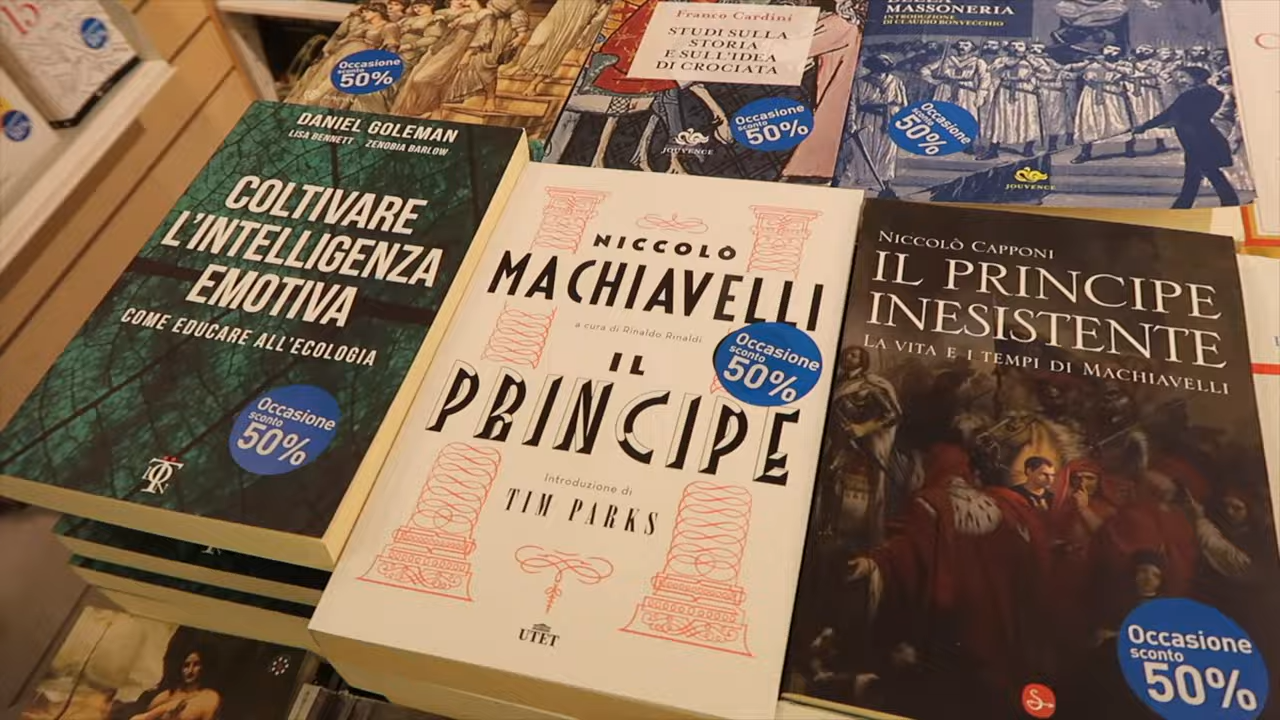 15
Occasione
sconto
50%
Franco Cardini
STUDI SULLA
STORIA
E SULL'IDEA
DI CROCIATA
Occasione
sconto
50%
JOUVENCE
DELLA
MASSONERIA
INTRODUZIONE
DI CLAUDIO BONVECCHIO
Occasione
sconto
50%
JOUVENCE
DANIEL GOLEMAN
LISA BENNETT ZENOBIA BARLOW
COLTIVARE
L'INTELLIGENZA
EMOTIVA
COME EDUCARE ALL'ECOLOGIA
Occasione
sconto
50%
NICCOLÒ
MACHIAVELLI
a cura di Rinaldo Rinaldi
IL
PRINCIPE
Occasione
sconto
50%
Introduzione di
TIM PARKS
UTET
NICCOLÒ CAPPONI
IL PRINCIPE
INESISTENTE
LA VITA E I TEMPI DI MACHIAVELLI
Occasione
sconto
50%